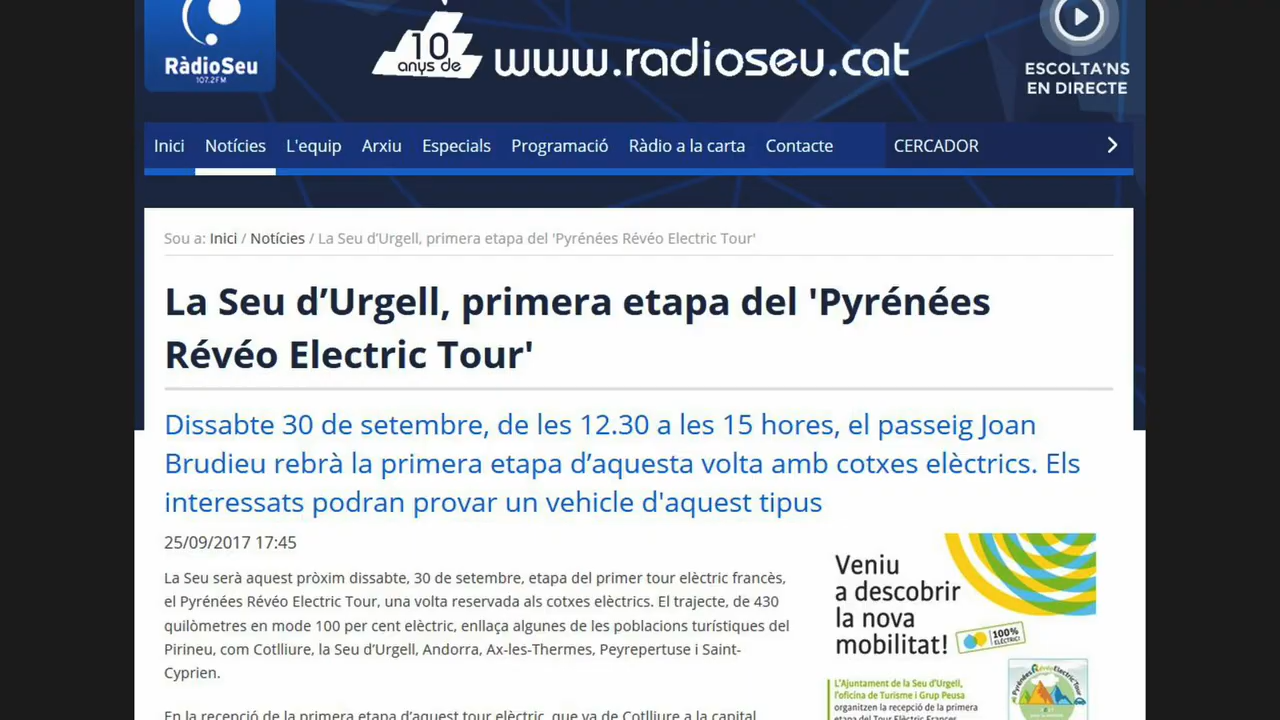 RàdioSeu
107.2FM
10
anys de
www.radioseu.cat
ESCOLTA'NS
EN DIRECTE
Inici Notícies L'equip Arxiu Especials Programació Ràdio a la carta Contacte CERCADOR
Sou a: Inici / Notícies / La Seu d’Urgell, primera etapa del 'Pyrénées Révéo Electric Tour'
La Seu d’Urgell, primera etapa del 'Pyrénées
Révéo Electric Tour'
Dissabte 30 de setembre, de les 12.30 a les 15 hores, el passeig Joan
Brudieu rebrà la primera etapa d’aquesta volta amb cotxes elèctrics. Els
interessats podran provar un vehicle d'aquest tipus
25/09/2017 17:45
La Seu serà aquest pròxim dissabte, 30 de setembre, etapa del primer tour elèctric francès,
el Pyrénées Révéo Electric Tour, una volta reservada als cotxes elèctrics. El trajecte, de 430
quilòmetres en mode 100 per cent elèctric, enllaça algunes de les poblacions turístiques del
Pirineu, com Cotlliure, la Seu d’Urgell, Andorra, Ax-les-Thermes, Peyrepertuse i Saint-
Cyprien.
En la recepció de la primera etapa d’aquest tour elèctric, que va de Cotlliure a la capital
Veniu
a descobrir
la nova
mobilitat!
100%
ELÈCTRIC!
L'Ajuntament de la Seu d'Urgell,
l'oficina de Turisme i Grup Peusa
organitzen la recepció de la primera
etapa del Tour Elèctric Frances
Pyrénées Révéo Electric Tour